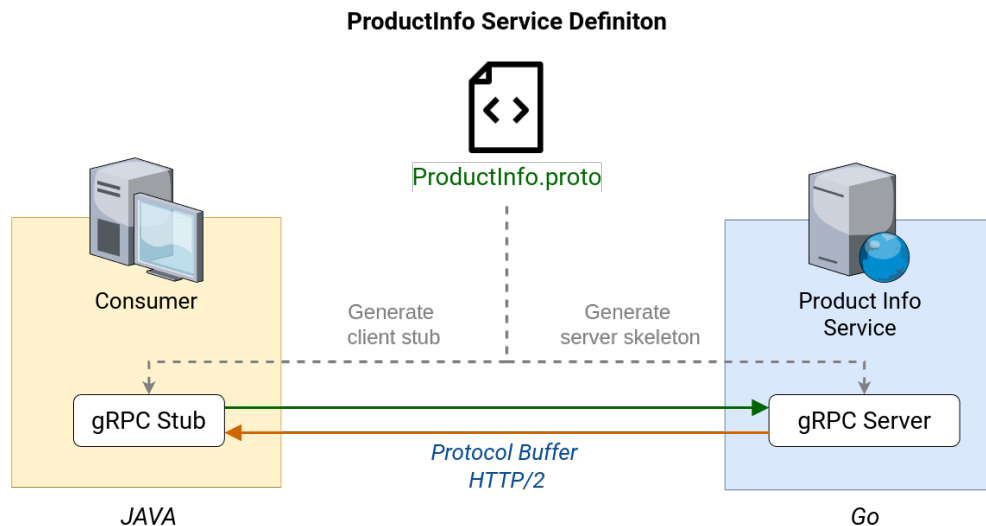 ProductInfo Service Definiton
ProductInfo.proto
Consumer
Product Info
Service
Generate
client stub
Generate
server skeleton
gRPC Stub
gRPC Server
Protocol Buffer
HTTP/2
JAVA
Go